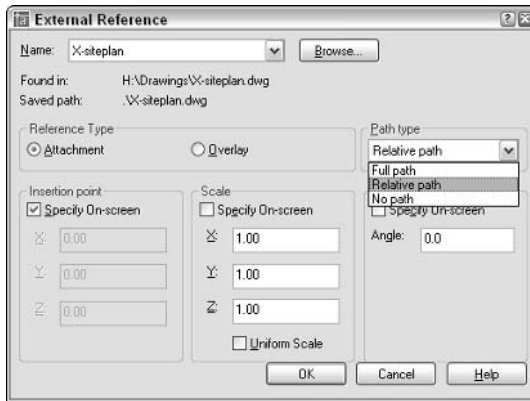 External Reference
Name: X-siteplan Browse...
Found in: H:\Drawings\X-siteplan.dwg
Saved path: .\X-siteplan.dwg
Reference Type
Attachment Overlay
Path type
Relative path
Full path
Relative path
No path
Insertion point
Specify On-screen
X: 0.00
Y: 0.00
Z: 0.00
Scale
Specify On-screen
X: 1.00
Y: 1.00
Z: 1.00
Uniform Scale
Specify On-screen
Angle: 0.0
OK Cancel Help